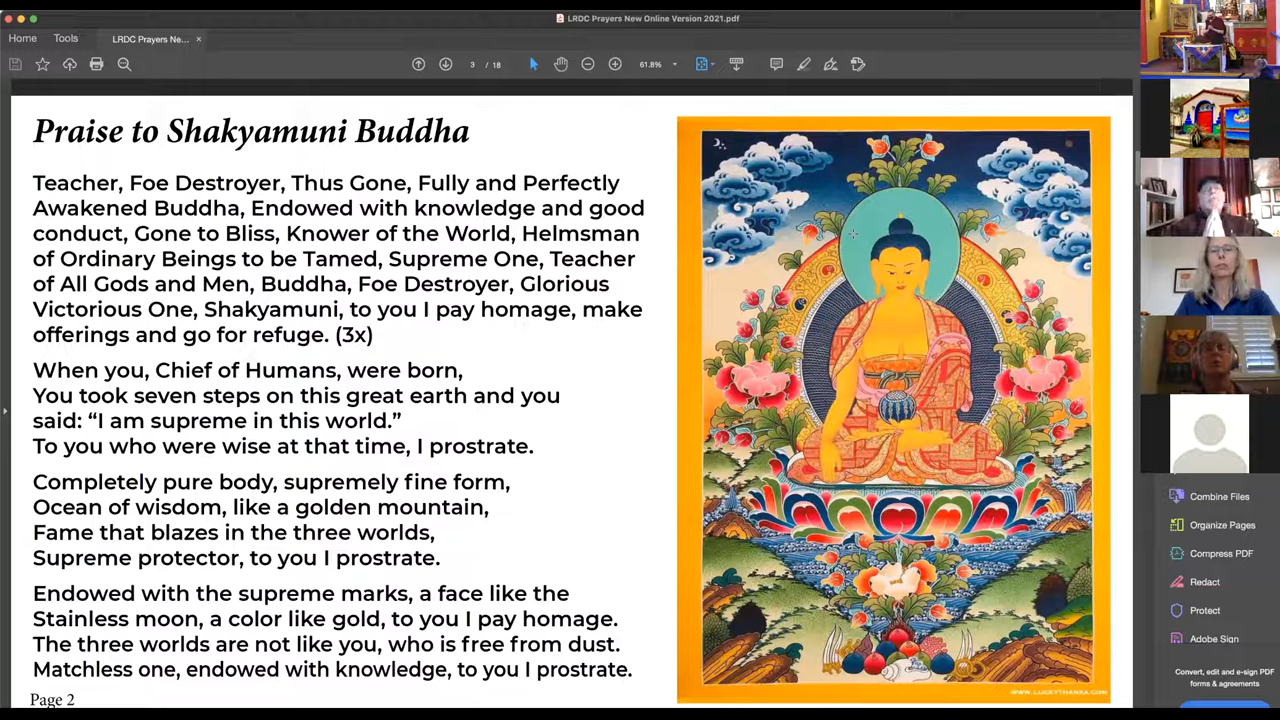 LRDC Prayers New Online Version 2021.pdf
Home
Tools
LRDC Prayers Ne...
3 / 18
61.8%
Praise to Shakyamuni Buddha
Teacher, Foe Destroyer, Thus Gone, Fully and Perfectly
Awakened Buddha, Endowed with knowledge and good
conduct, Gone to Bliss, Knower of the World, Helmsman
of Ordinary Beings to be Tamed, Supreme One, Teacher
of All Gods and Men, Buddha, Foe Destroyer, Glorious
Victorious One, Shakyamuni, to you I pay homage, make
offerings and go for refuge. (3x)
When you, Chief of Humans, were born,
You took seven steps on this great earth and you
said: “I am supreme in this world.”
To you who were wise at that time, I prostrate.
Completely pure body, supremely fine form,
Ocean of wisdom, like a golden mountain,
Fame that blazes in the three worlds,
Supreme protector, to you I prostrate.
Endowed with the supreme marks, a face like the
Stainless moon, a color like gold, to you I pay homage.
The three worlds are not like you, who is free from dust.
Matchless one, endowed with knowledge, to you I prostrate.
Page 2
WWW.LUCKYTHANKA.COM
Combine Files
Organize Pages
Compress PDF
Redact
Protect
Adobe Sign
Convert, edit and e-sign PDF
forms & agreements